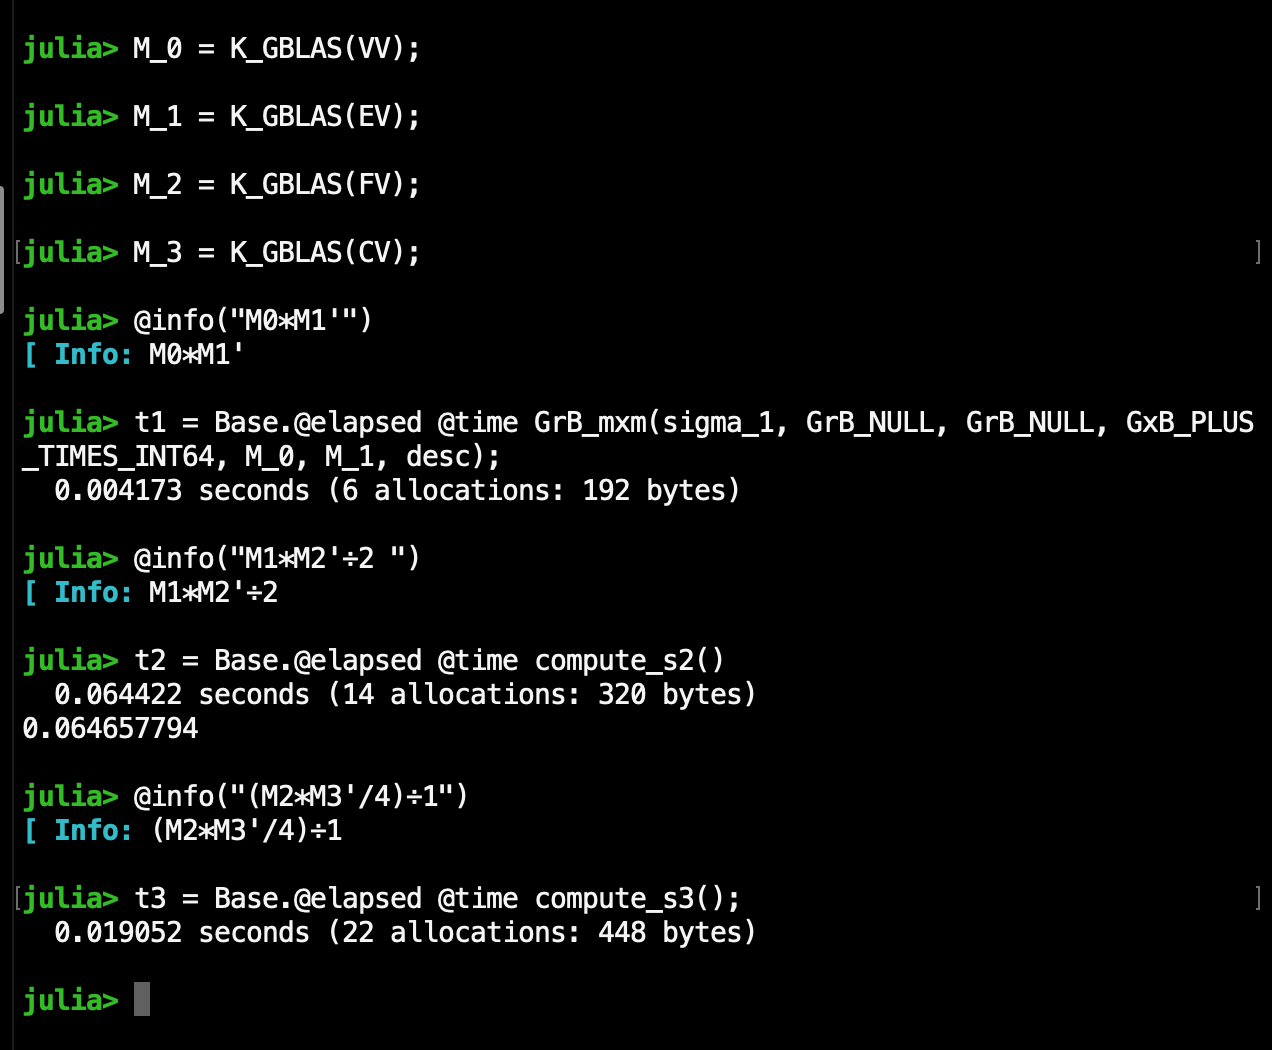 julia> M_0 = K_GBLAS(VV);
julia> M_1 = K_GBLAS(EV);
julia> M_2 = K_GBLAS(FV);
[julia> M_3 = K_GBLAS(CV); ]
julia> @info("M0*M1'")
[ Info: M0*M1'
julia> t1 = Base.@elapsed @time GrB_mxm(sigma_1, GrB_NULL, GrB_NULL, GxB_PLUS
_TIMES_INT64, M_0, M_1, desc);
  0.004173 seconds (6 allocations: 192 bytes)
julia> @info("M1*M2'÷2 ")
[ Info: M1*M2'÷2
julia> t2 = Base.@elapsed @time compute_s2()
  0.064422 seconds (14 allocations: 320 bytes)
0.064657794
julia> @info("(M2*M3'/4)÷1")
[ Info: (M2*M3'/4)÷1
[julia> t3 = Base.@elapsed @time compute_s3(); ]
  0.019052 seconds (22 allocations: 448 bytes)
julia>